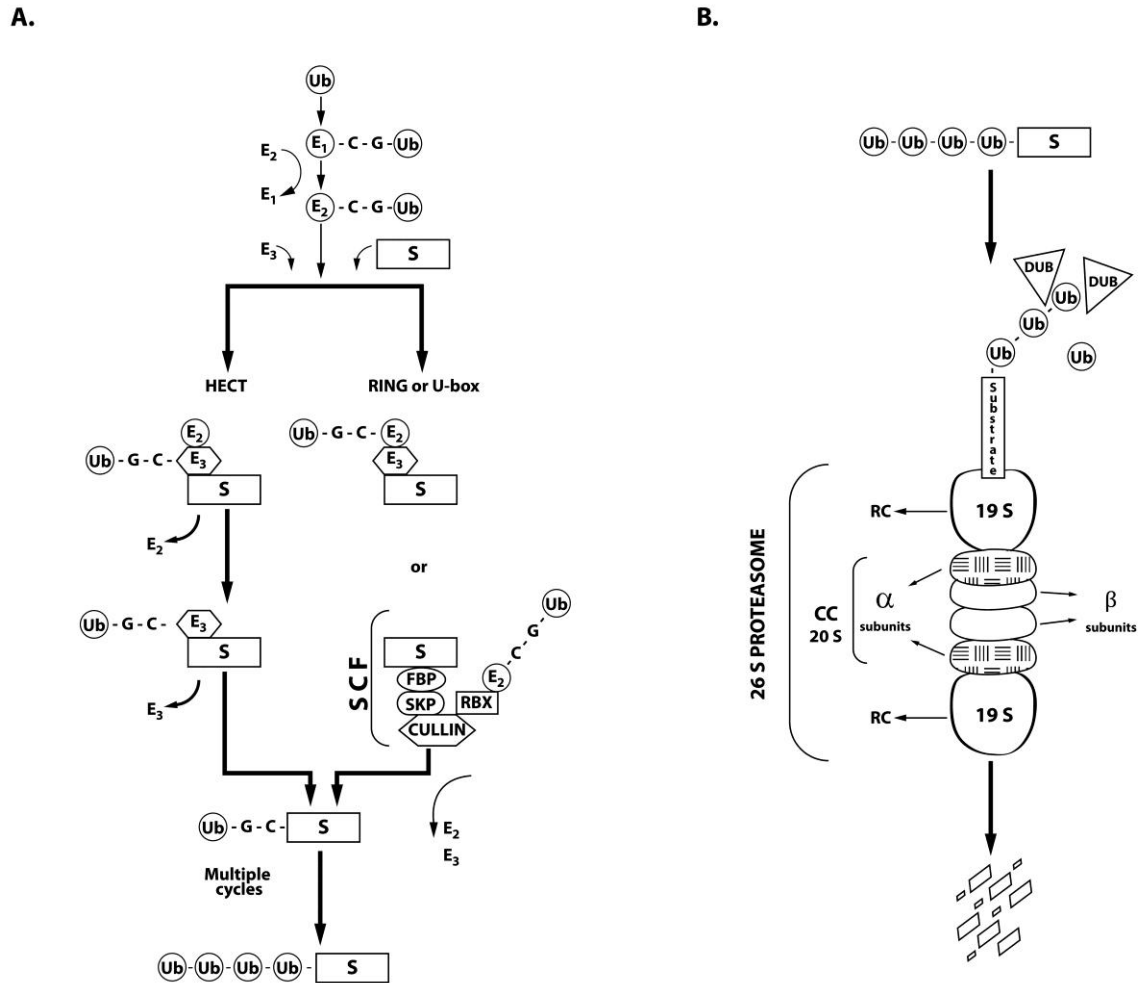 A.
Ub
E₁ - C - G - Ub
E₂
E₁
E₂ - C - G - Ub
E₃
S
HECT
RING or U-box
E₂
Ub - G - C - E₃
S
Ub - G - C - E₂
E₃
S
E₂
or
Ub - G - C - E₃
S
E₃
SCF
S
FBP
SKP
CULLIN
RBX
E₂
C
G
Ub
Ub - G - C - S
E₂
E₃
Multiple
cycles
Ub - Ub - Ub - Ub - S
B.
Ub - Ub - Ub - Ub - S
DUB
DUB
Ub
Ub
Ub
Ub
Substrate
26 S PROTEASOME
RC
19 S
CC
20 S
α
subunits
β
subunits
RC
19 S